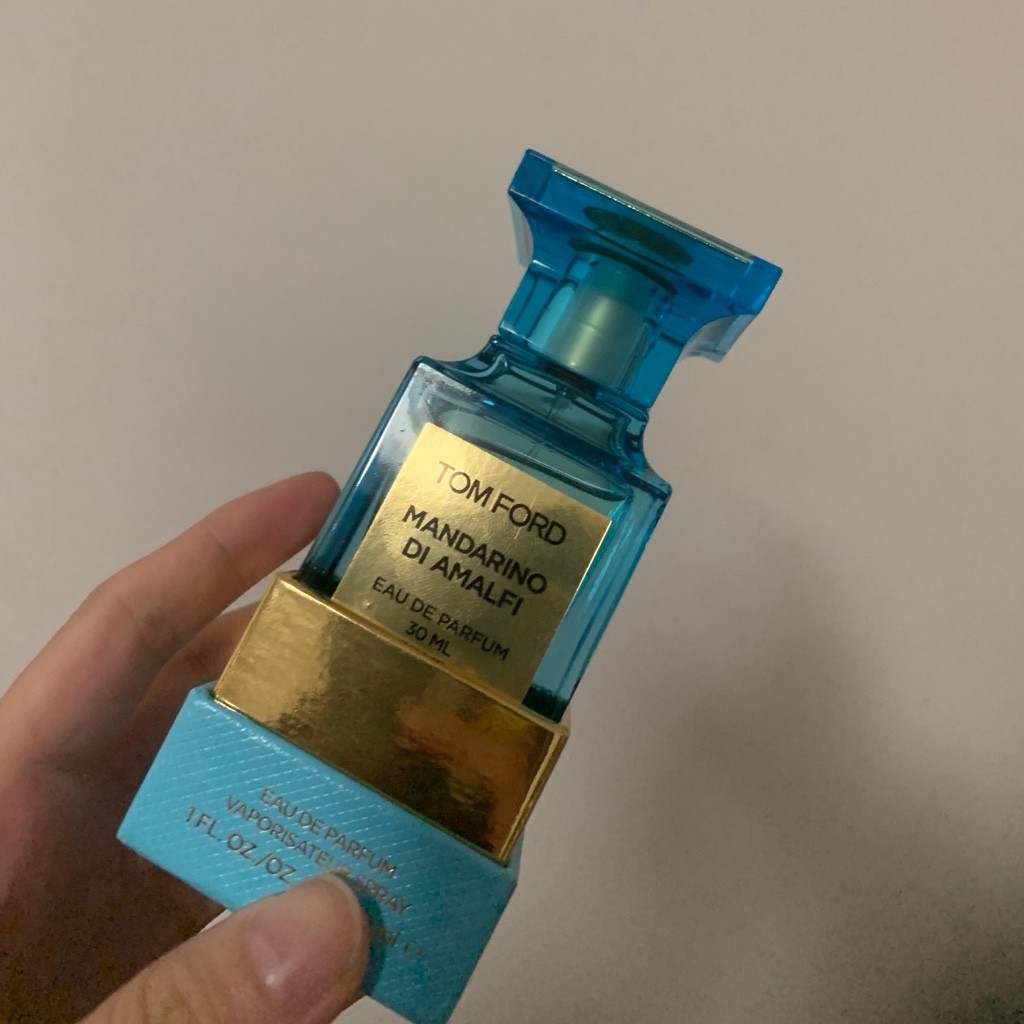 TOM FORD
MANDARINO
DI AMALFI
EAU DE PARFUM
30 ML
EAU DE PARFUM
VAPORISATEUR SPRAY
1 FL. OZ./OZ.